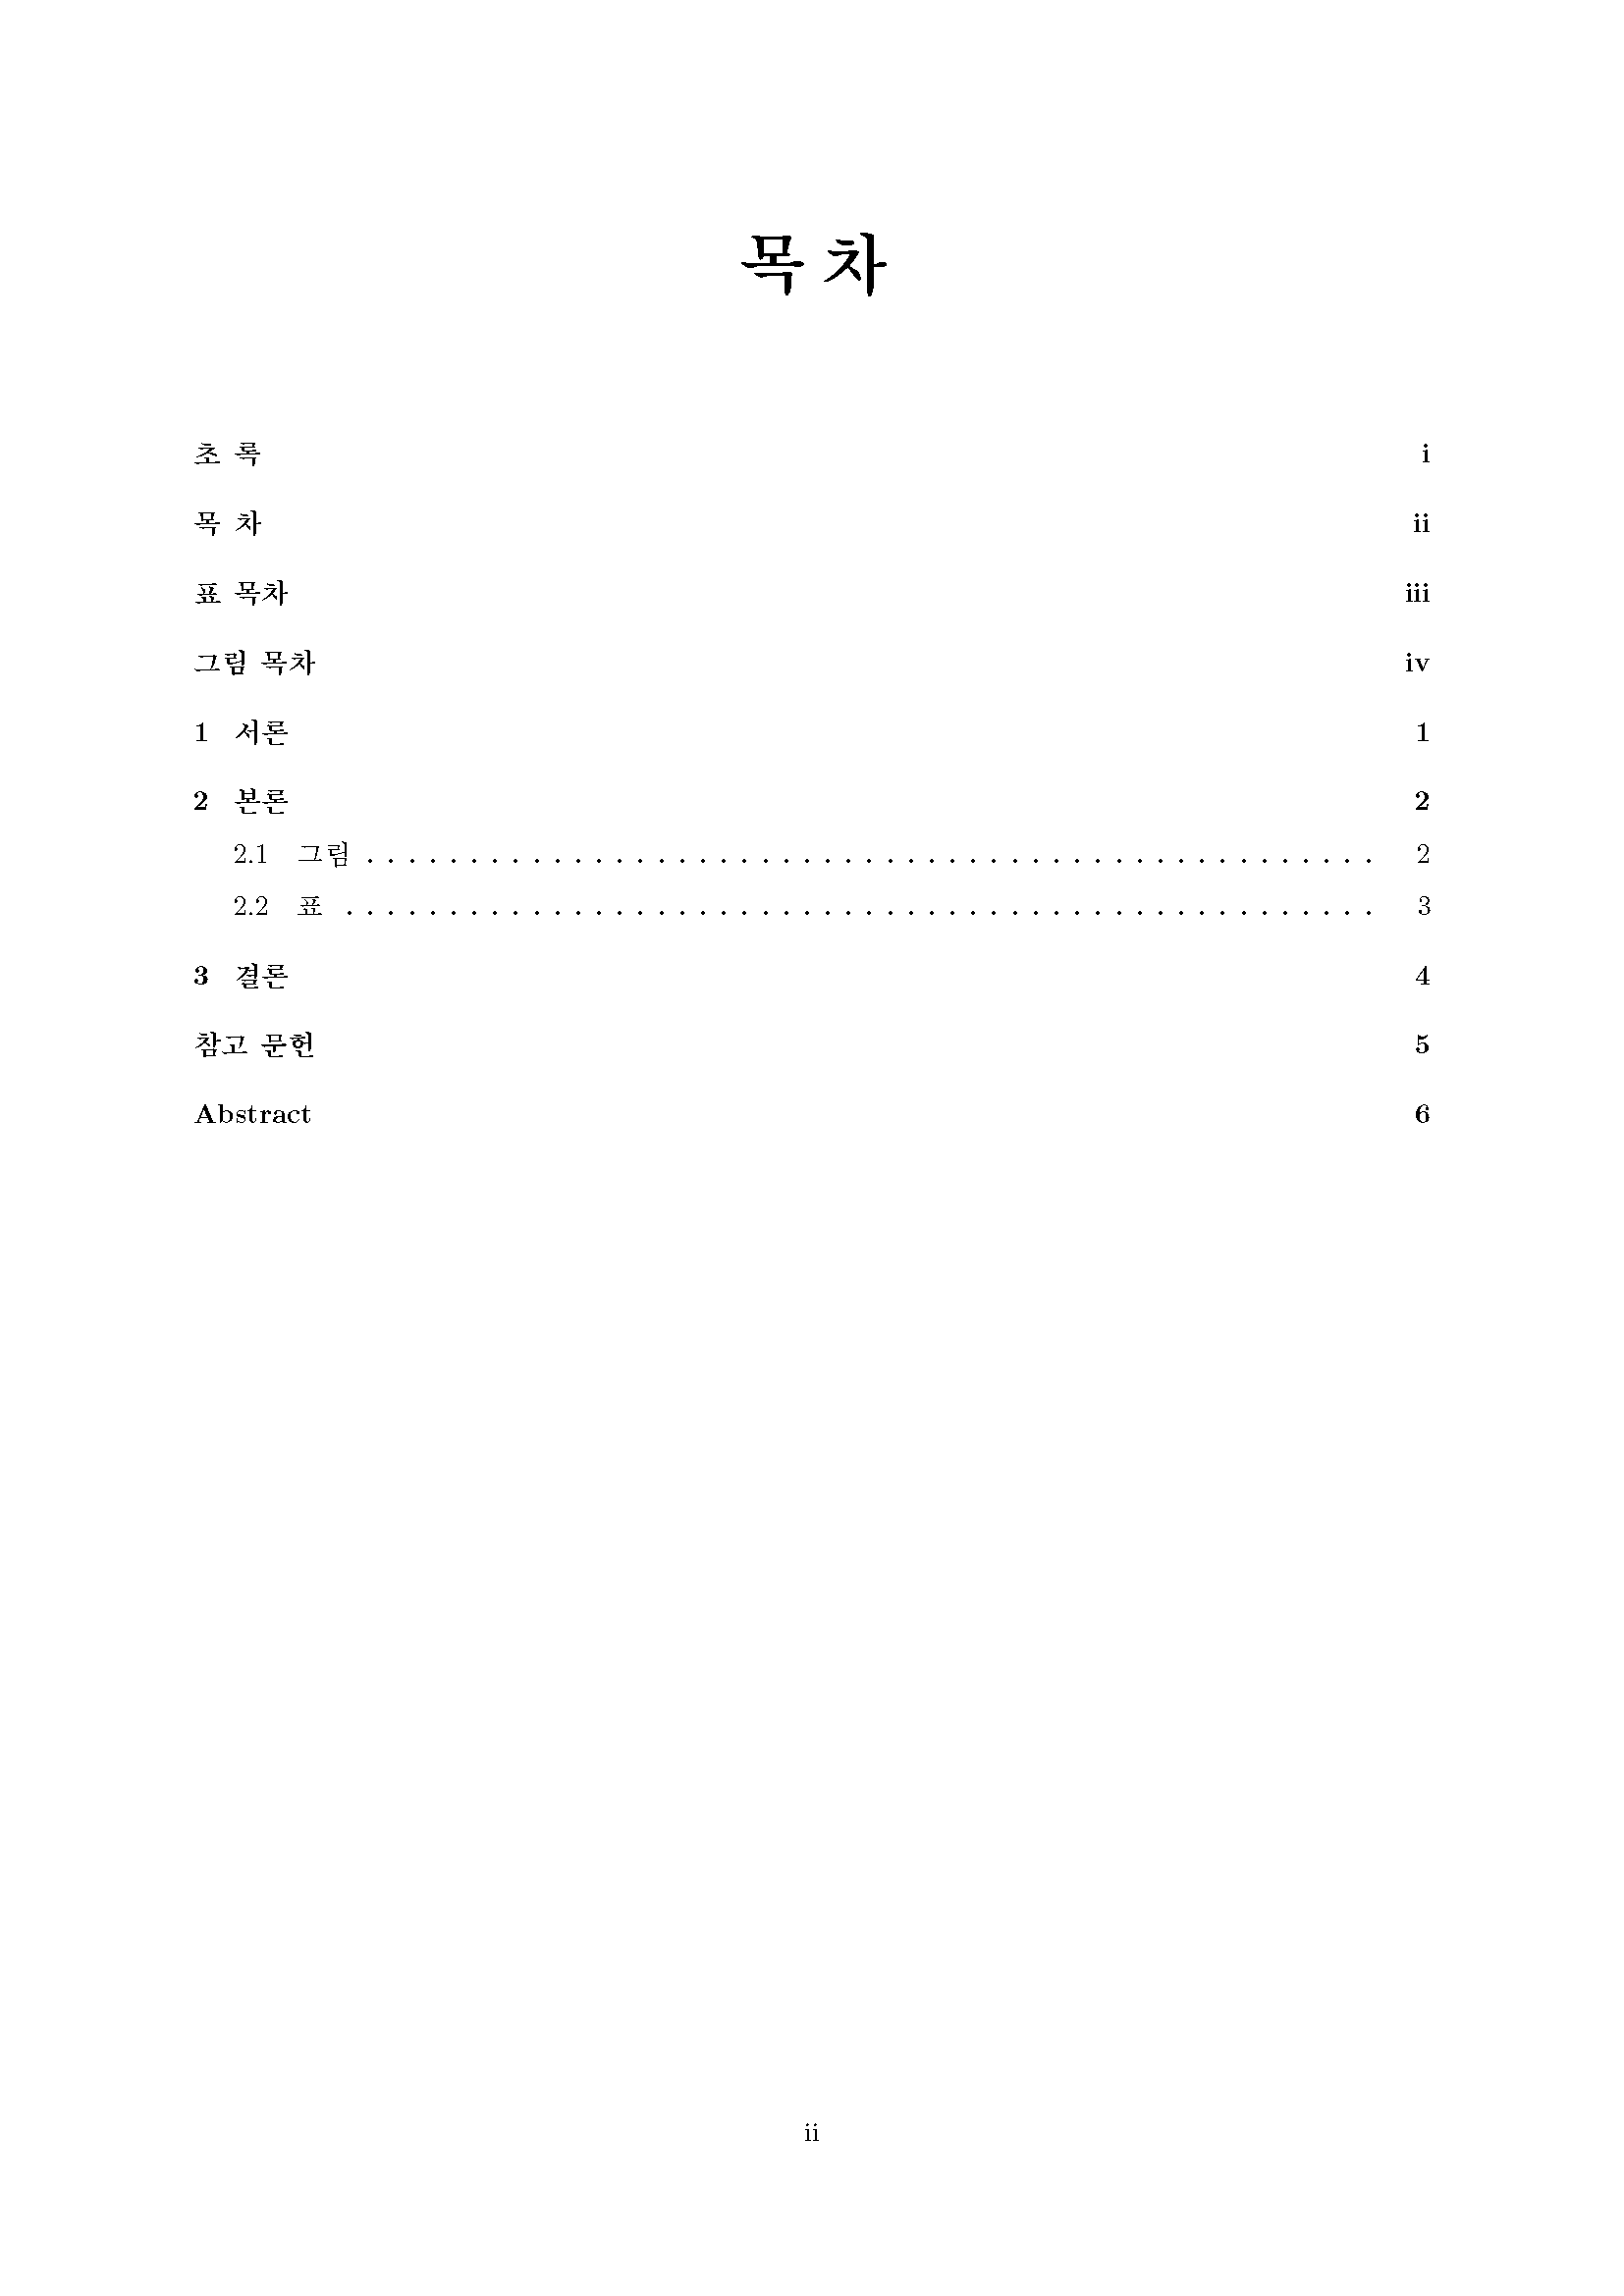 목 차
초 록 i
목 차 ii
표 목차 iii
그림 목차 iv
1 서론 1
2 본론 2
2.1 그림 . . . . . . . . . . . . . . . . . . . . . . . . . . . . . . . . . . . . . . . . . . . . . . . . . 2
2.2 표 . . . . . . . . . . . . . . . . . . . . . . . . . . . . . . . . . . . . . . . . . . . . . . . . . . 3
3 결론 4
참고 문헌 5
Abstract 6
ii